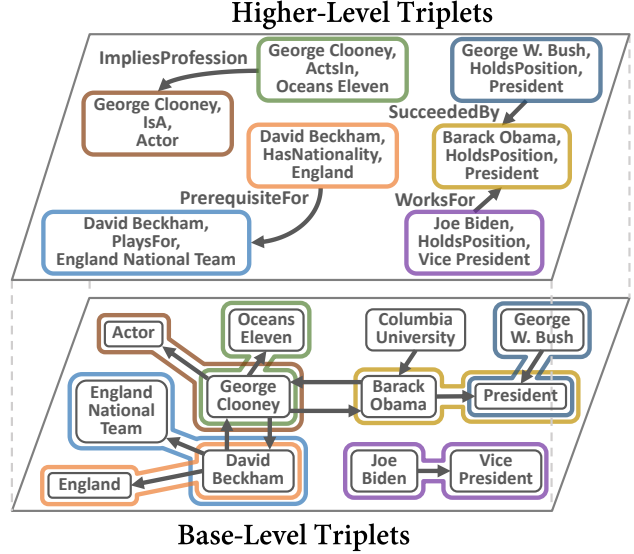 Higher-Level Triplets
ImpliesProfession
George Clooney,
ActsIn,
Oceans Eleven
George W. Bush,
HoldsPosition,
President
George Clooney,
IsA,
Actor
SucceededBy
David Beckham,
HasNationality,
England
Barack Obama,
HoldsPosition,
President
PrerequisiteFor
WorksFor
David Beckham,
PlaysFor,
England National Team
Joe Biden,
HoldsPosition,
Vice President
Actor
Oceans
Eleven
Columbia
University
George
W. Bush
England
National
Team
George
Clooney
Barack
Obama
President
England
David
Beckham
Joe
Biden
Vice
President
Base-Level Triplets